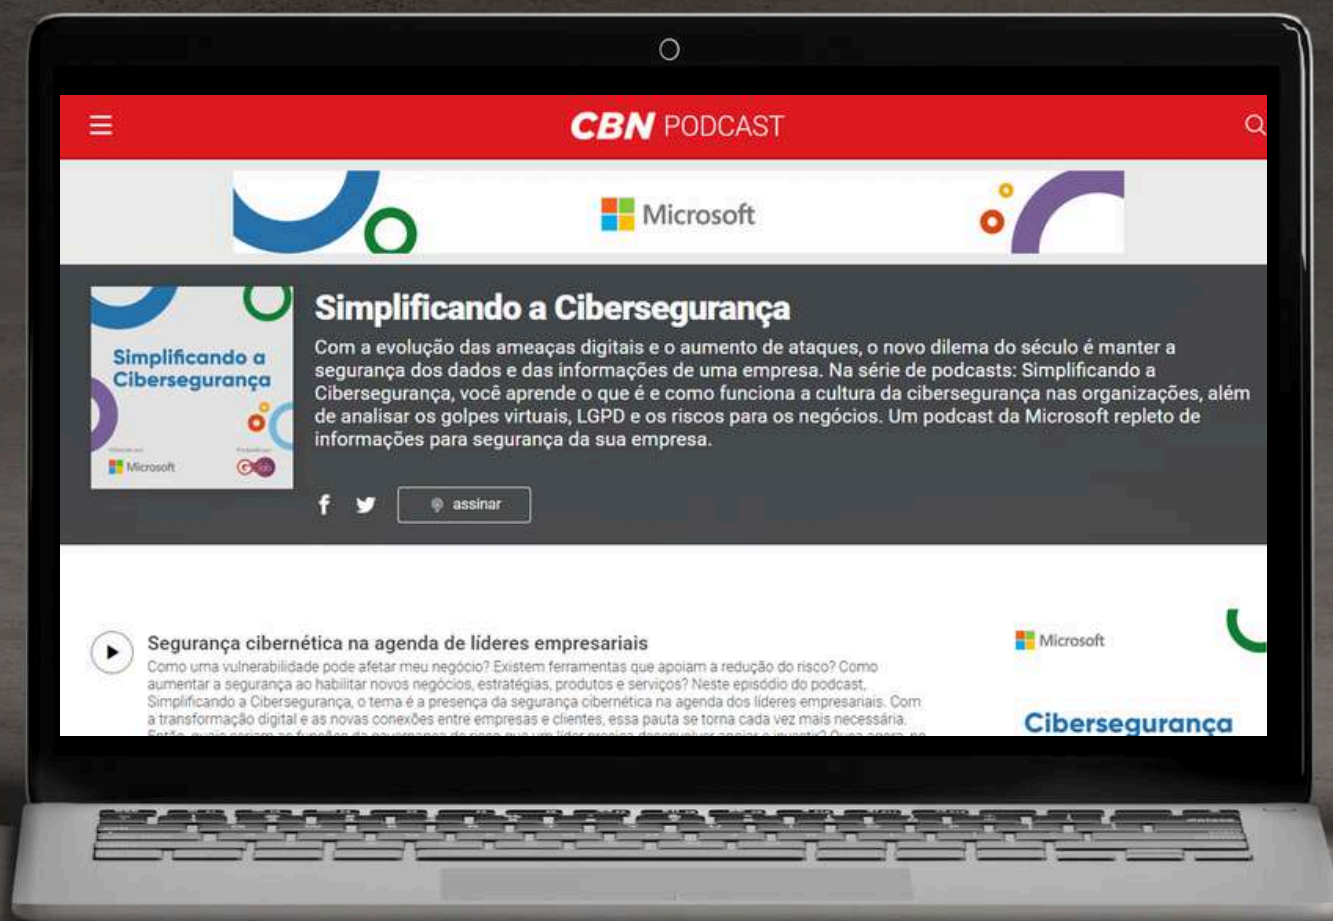 CBN PODCAST
Microsoft
Simplificando a
Cibersegurança
Microsoft
Simplificando a Cibersegurança
Com a evolução das ameaças digitais e o aumento de ataques, o novo dilema do século é manter a
segurança dos dados e das informações de uma empresa. Na série de podcasts: Simplificando a
Cibersegurança, você aprende o que é e como funciona a cultura da cibersegurança nas organizações, além
de analisar os golpes virtuais, LGPD e os riscos para os negócios. Um podcast da Microsoft repleto de
informações para segurança da sua empresa.
f
assinar
Segurança cibernética na agenda de líderes empresariais
Como uma vulnerabilidade pode afetar meu negócio? Existem ferramentas que apoiam a redução do risco? Como
aumentar a segurança ao habilitar novos negócios, estratégias, produtos e serviços? Neste episódio do podcast,
Simplificando a Cibersegurança, o tema é a presença da segurança cibernética na agenda dos líderes empresariais. Com
a transformação digital e as novas conexões entre empresas e clientes, essa pauta se torna cada vez mais necessária.
Microsoft
Cibersegurança